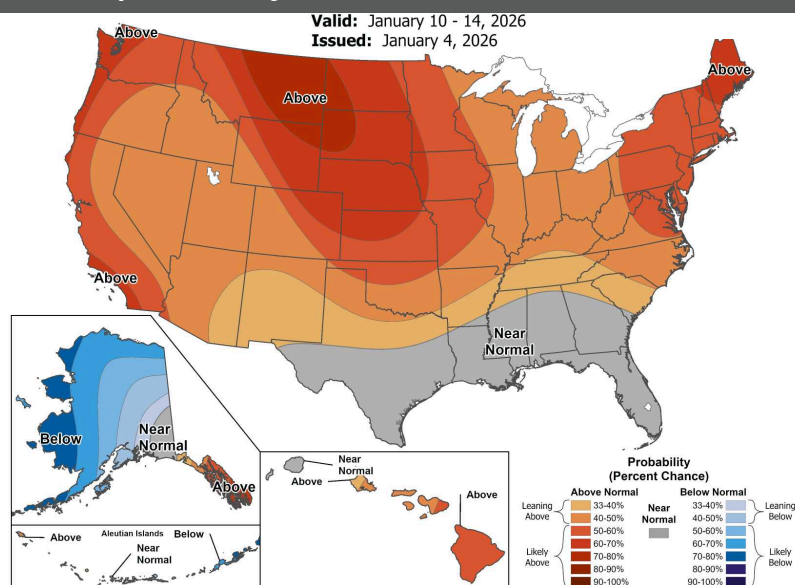 Valid: January 10 - 14, 2026
Issued: January 4, 2026
Above
Above
Above
Above
Near
Normal
Below
Near
Normal
Above
Above
Aleutian Islands
Below
Near
Normal
Near
Normal
Above
Above
Probability
(Percent Chance)
Above Normal
Below Normal
Leaning
Above
33-40%
40-50%
Likely
Above
50-60%
60-70%
70-80%
80-90%
90-100%
Near
Normal
33-40%
40-50%
Leaning
Below
50-60%
60-70%
70-80%
80-90%
90-100%
Likely
Below